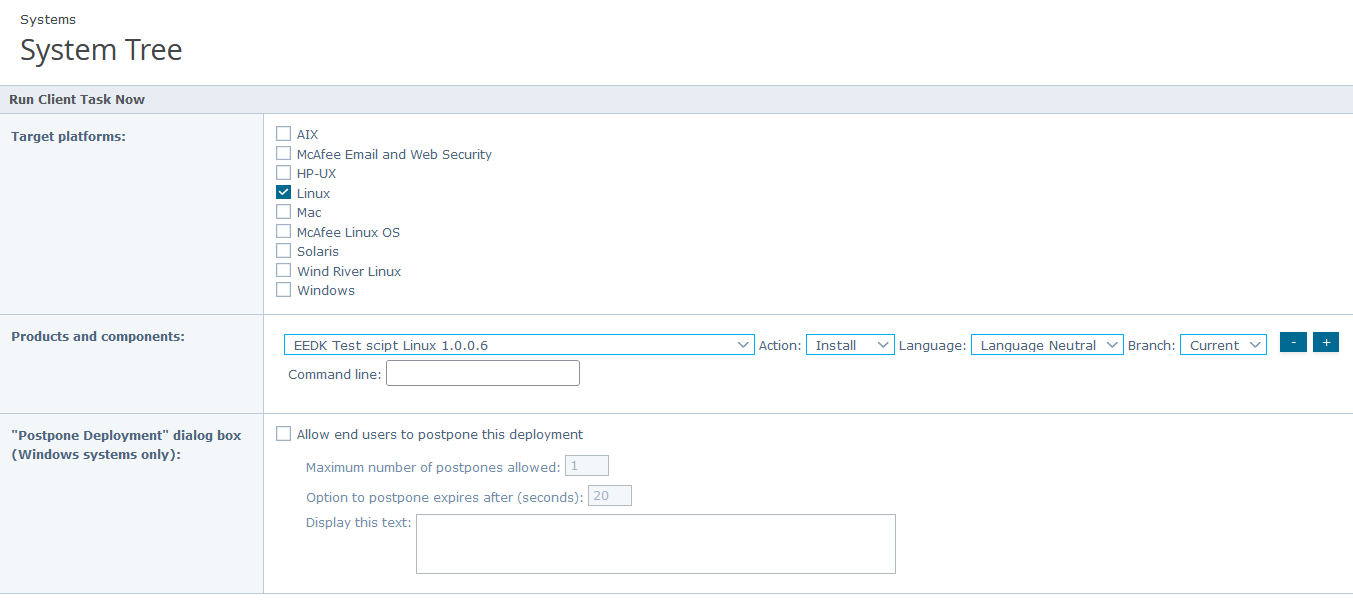 Systems
System Tree
Run Client Task Now
Target platforms:
AIX
McAfee Email and Web Security
HP-UX
Linux
Mac
McAfee Linux OS
Solaris
Wind River Linux
Windows
Products and components:
EEDK Test scipt Linux 1.0.0.6 Action: Install Language: Language Neutral Branch: Current - +
Command line:
"Postpone Deployment" dialog box
(Windows systems only):
Allow end users to postpone this deployment
Maximum number of postpones allowed: 1
Option to postpone expires after (seconds): 20
Display this text: